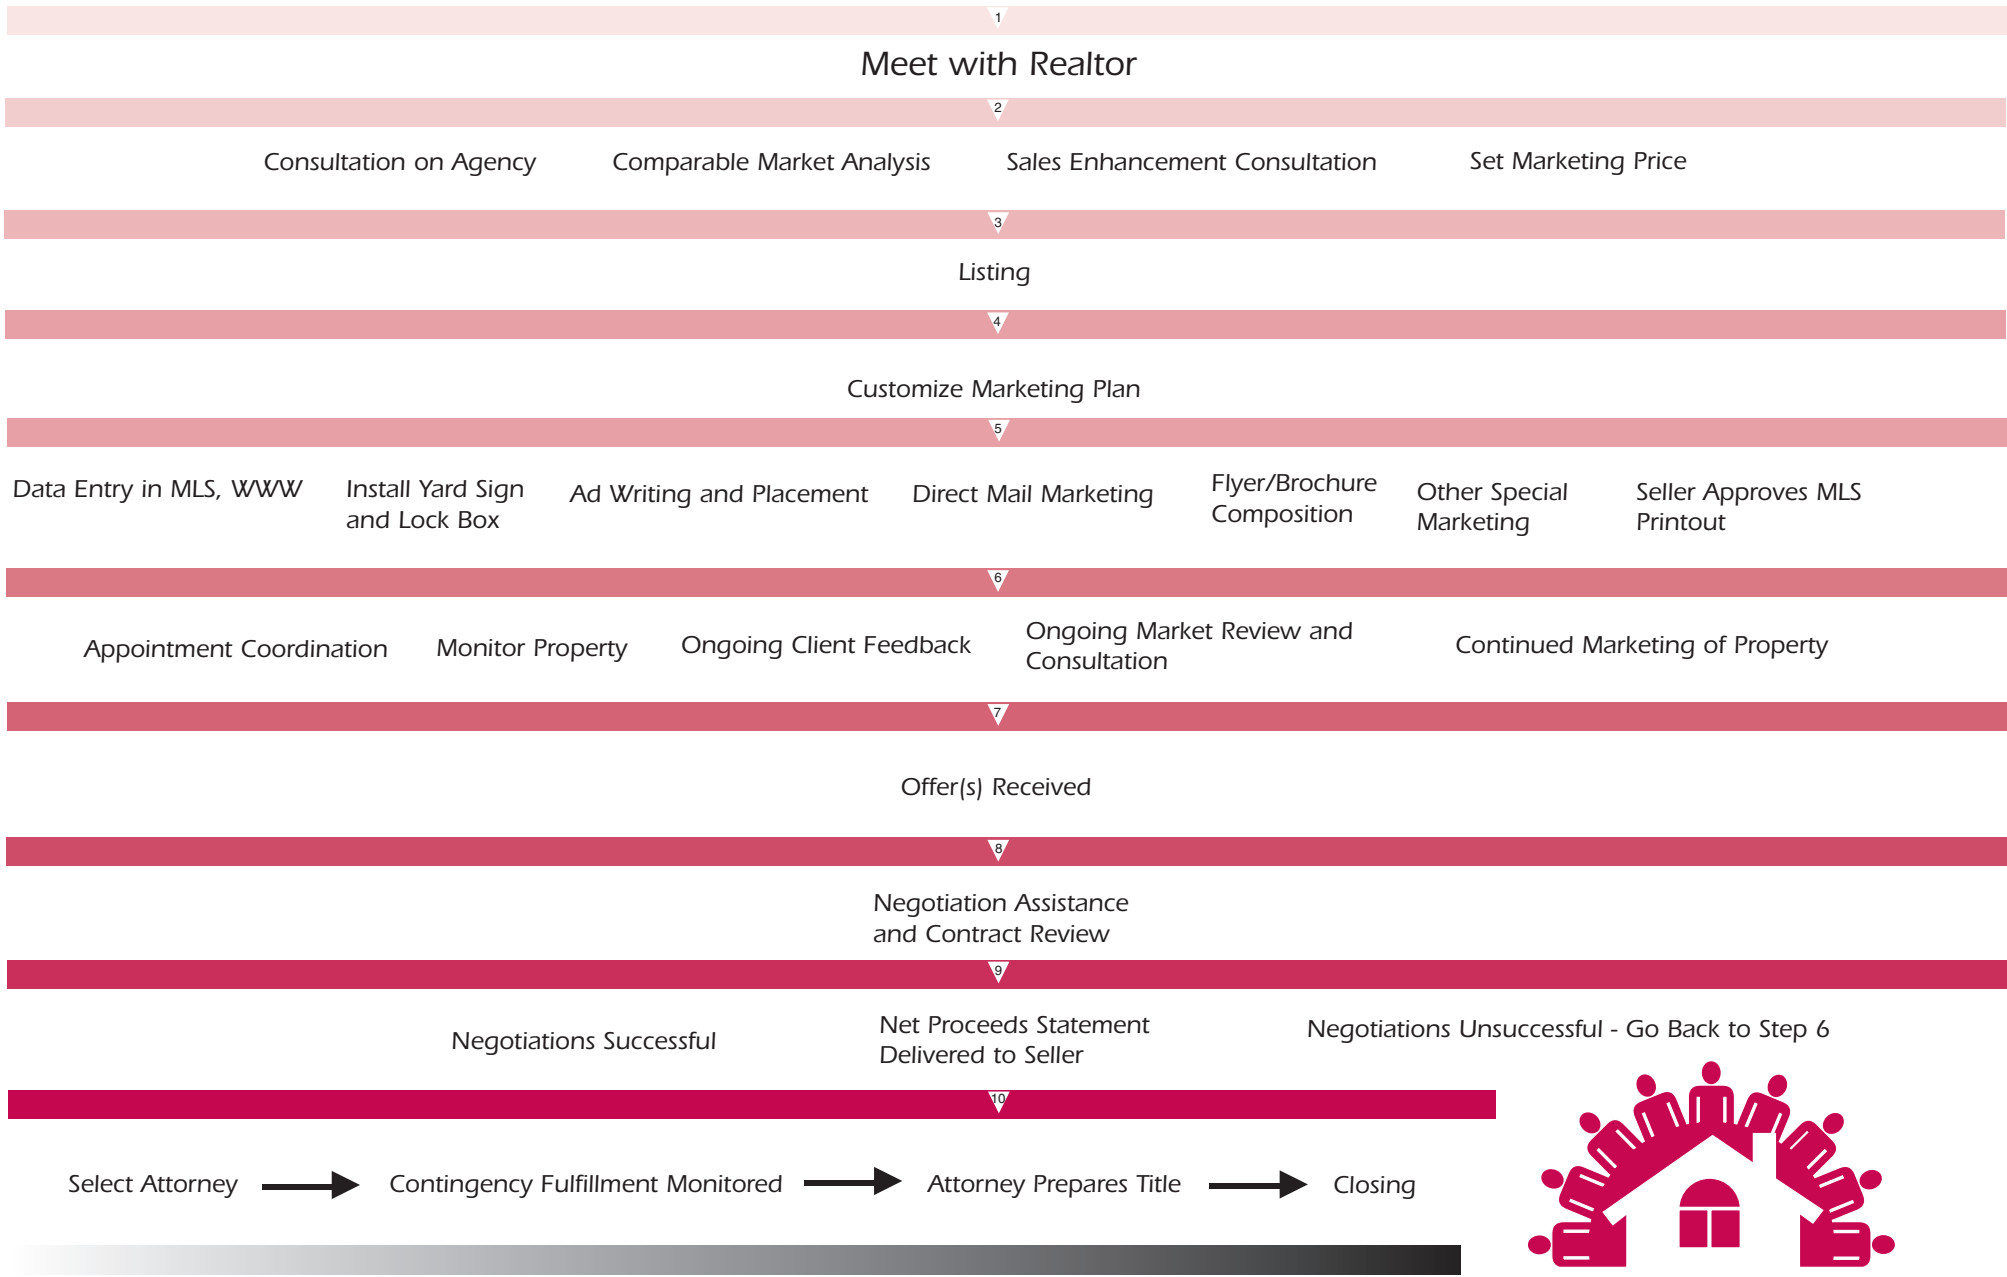 1
Meet with Realtor
2
Consultation on Agency
Comparable Market Analysis
Sales Enhancement Consultation
Set Marketing Price
3
Listing
4
Customize Marketing Plan
5
Data Entry in MLS, WWW
Install Yard Sign
and Lock Box
Ad Writing and Placement
Direct Mail Marketing
Flyer/Brochure
Composition
Other Special
Marketing
Seller Approves MLS
Printout
6
Appointment Coordination
Monitor Property
Ongoing Client Feedback
Ongoing Market Review and
Consultation
Continued Marketing of Property
7
Offer(s) Received
8
Negotiation Assistance
and Contract Review
9
Negotiations Successful
Net Proceeds Statement
Delivered to Seller
Negotiations Unsuccessful - Go Back to Step 6
10
Select Attorney
Contingency Fulfillment Monitored
Attorney Prepares Title
Closing